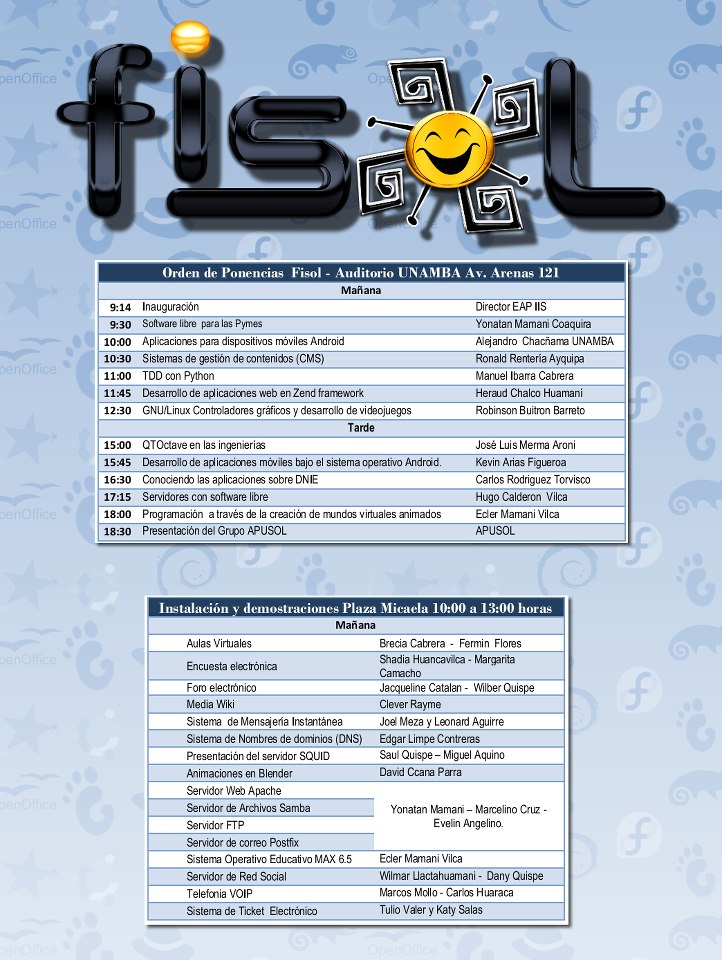 fisoL
OpenOffice
Orden de Ponencias Fisol - Auditorio UNAMBA Av. Arenas 121
Mañana
9:14 Inauguración Director EAP IIS
9:30 Software libre para las Pymes Yonatan Mamani Coaquira
10:00 Aplicaciones para dispositivos móviles Android Alejandro Chacñama UNAMBA
10:30 Sistemas de gestión de contenidos (CMS) Ronald Rentería Ayquipa
11:00 TDD con Python Manuel Ibarra Cabrera
11:45 Desarrollo de aplicaciones web en Zend framework Heraud Chalco Huamani
12:30 GNU/Linux Controladores gráficos y desarrollo de videojuegos Robinson Buitron Barreto
Tarde
15:00 QTOctave en las ingenierías José Luis Merma Aroni
15:45 Desarrollo de aplicaciones móviles bajo el sistema operativo Android. Kevin Arias Figueroa
16:30 Conociendo las aplicaciones sobre DNIE Carlos Rodriguez Torvisco
17:15 Servidores con software libre Hugo Calderon Vilca
18:00 Programación a través de la creación de mundos virtuales animados Ecler Mamani Vilca
18:30 Presentación del Grupo APUSOL APUSOL
Instalación y demostraciones Plaza Micaela 10:00 a 13:00 horas
Mañana
Aulas Virtuales Brecia Cabrera - Fermin Flores
Encuesta electrónica Shadia Huancavilca - Margarita
Camacho
Foro electrónico Jacqueline Catalan - Wilber Quispe
Media Wiki Clever Rayme
Sistema de Mensajería Instantánea Joel Meza y Leonard Aguirre
Sistema de Nombres de dominios (DNS) Edgar Limpe Contreras
Presentación del servidor SQUID Saul Quispe – Miguel Aquino
Animaciones en Blender David Ccana Parra
Servidor Web Apache
Servidor de Archivos Samba
Servidor FTP
Servidor de correo Postfix
Yonatan Mamani – Marcelino Cruz -
Evelin Angelino.
Sistema Operativo Educativo MAX 6.5 Ecler Mamani Vilca
Servidor de Red Social Wilmar Llactahuamani - Dany Quispe
Telefonia VOIP Marcos Mollo - Carlos Huaraca
Sistema de Ticket Electrónico Tulio Valer y Katy Salas
OpenOffice